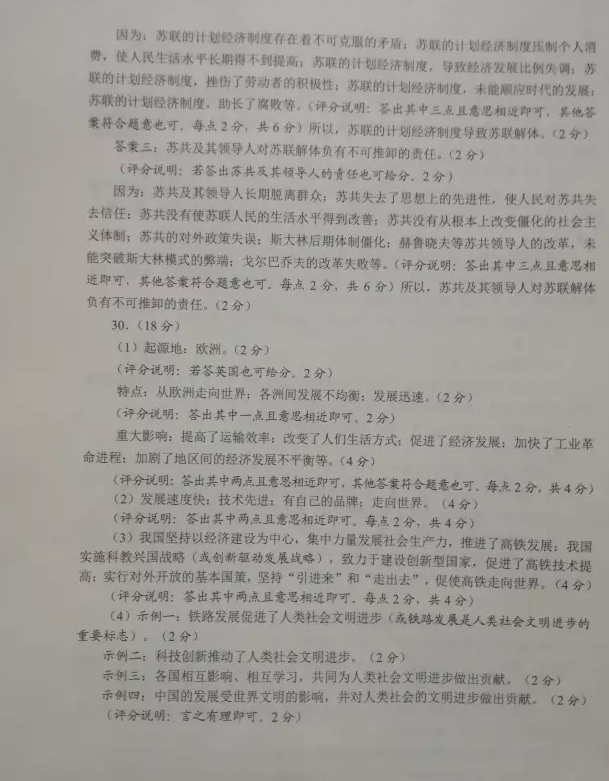 因为：苏联的计划经济制度存在着不可克服的矛盾；苏联的计划经济制度压制个人消
费，使人民生活水平长期得不到提高；苏联的计划经济制度，导致经济发展比例失调；苏
联的计划经济制度，挫伤了劳动者的积极性；苏联的计划经济制度，未能顺应时代的发展；
苏联的计划经济制度，助长了腐败等。（评分说明：答出其中三点且意思相近即可，其他答
案符合题意也可。每点 2 分，共 6 分）所以，苏联的计划经济制度导致苏联解体。（2 分）
答案三：苏共及其领导人对苏联解体负有不可推卸的责任。（2 分）
（评分说明：若答出苏共及其领导人的责任也可给分。2 分）
因为：苏共及其领导人长期脱离群众；苏共失去了思想上的先进性，使人民对苏共失
去信任；苏共没有使苏联人民的生活水平得到改善；苏共没有从根本上改变僵化的社会主
义体制；苏共的对外政策失误；斯大林后期体制僵化；赫鲁晓夫等苏共领导人的改革，未
能突破斯大林模式的弊端；戈尔巴乔夫的改革失败等。（评分说明：答出其中三点且意思相
近即可，其他答案符合题意也可。每点 2 分，共 6 分）所以，苏共及其领导人对苏联解体
负有不可推卸的责任。（2 分）
30.（18 分）
（1）起源地：欧洲。（2 分）
（评分说明：若答英国也可给分。2 分）
特点：从欧洲走向世界；各洲间发展不均衡；发展迅速。（2 分）
（评分说明：答出其中一点且意思相近即可。2 分）
重大影响：提高了运输效率；改变了人们生活方式；促进了经济发展；加快了工业革
命进程；加剧了地区间的经济发展不平衡等。（4 分）
（评分说明：答出其中两点且意思相近即可，其他答案符合题意也可。每点 2 分，共 4 分）
（2）发展速度快；技术先进；有自己的品牌；走向世界。（4 分）
（评分说明：答出其中两点且意思相近即可。每点 2 分，共 4 分）
（3）我国坚持以经济建设为中心，集中力量发展社会生产力，推进了高铁发展；我国
实施科教兴国战略（或创新驱动发展战略），致力于建设创新型国家，促进了高铁技术提
高；实行对外开放的基本国策，坚持“引进来”和“走出去”，促使高铁走向世界。（4 分）
（评分说明：答出其中两点且意思相近即可。每点 2 分，共 4 分）
（4）示例一：铁路发展促进了人类社会文明进步（或铁路发展是人类社会文明进步的
重要标志）。（2 分）
示例二：科技创新推动了人类社会文明进步。（2 分）
示例三：各国相互影响、相互学习，共同为人类社会文明进步做出贡献。（2 分）
示例四：中国的发展受世界文明的影响，并对人类社会的文明进步做出贡献。（2 分）
（评分说明：言之有理即可。2 分）